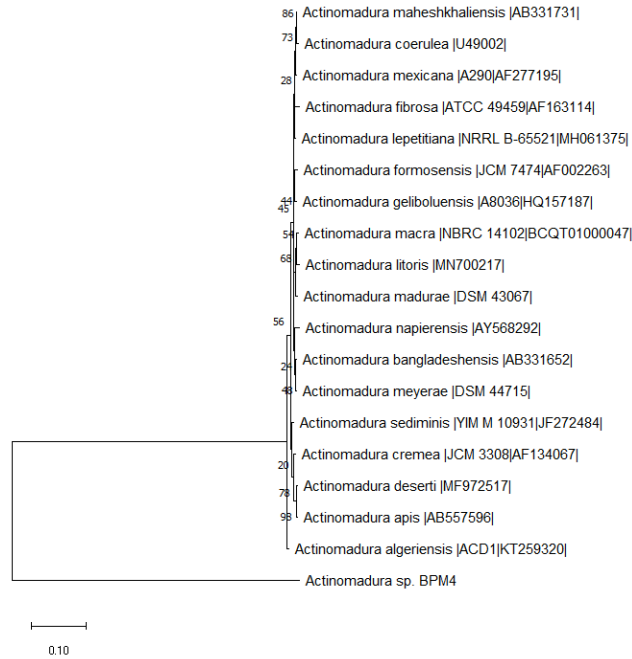 86
Actinomadura maheshkhaliensis |AB331731|
73
Actinomadura coerulea |U49002|
28
Actinomadura mexicana |A290|AF277195|
Actinomadura fibrosa |ATCC 49459|AF163114|
Actinomadura lepetitiana |NRRL B-65521|MH061375|
Actinomadura formosensis |JCM 7474|AF002263|
44
Actinomadura geliboluensis |A8036|HQ157187|
45
54
Actinomadura macra |NBRC 14102|BCQT01000047|
68
Actinomadura litoris |MN700217|
Actinomadura madurae |DSM 43067|
56
Actinomadura napierensis |AY568292|
24
Actinomadura bangladeshensis |AB331652|
48
Actinomadura meyerae |DSM 44715|
Actinomadura sediminis |YIM M 10931|JF272484|
20
Actinomadura cremea |JCM 3308|AF134067|
78
Actinomadura deserti |MF972517|
98
Actinomadura apis |AB557596|
Actinomadura algeriensis |ACD1|KT259320|
Actinomadura sp. BPM4
0.10